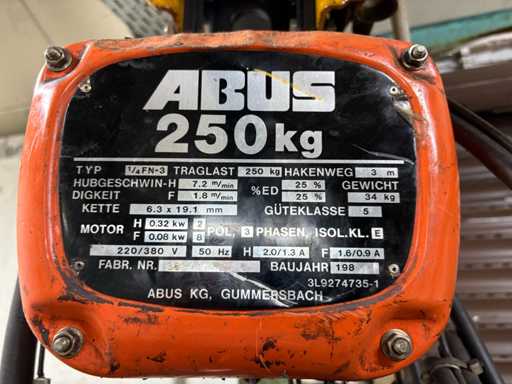 ABUS
250kg
TYP 1/4FN-3 TRAGLAST 250 kg HAKENWEG 3 m
HUBGESCHWIN-H 7.2 m/min %ED 25 % GEWICHT
DIGKEIT F 1.8 m/min 25 % 34 kg
KETTE 6.3 x 19.1 mm GÜTEKLASSE 5
MOTOR H 0.32 kw 2 POL, 3 PHASEN, ISOL.KL. E
F 0.08 kw 8
220/380 V 50 Hz H 2.0/1.3 A F 1.6/0.9 A
FABR. NR. BAUJAHR 198
3L9274735-1
ABUS KG, GUMMERSBACH